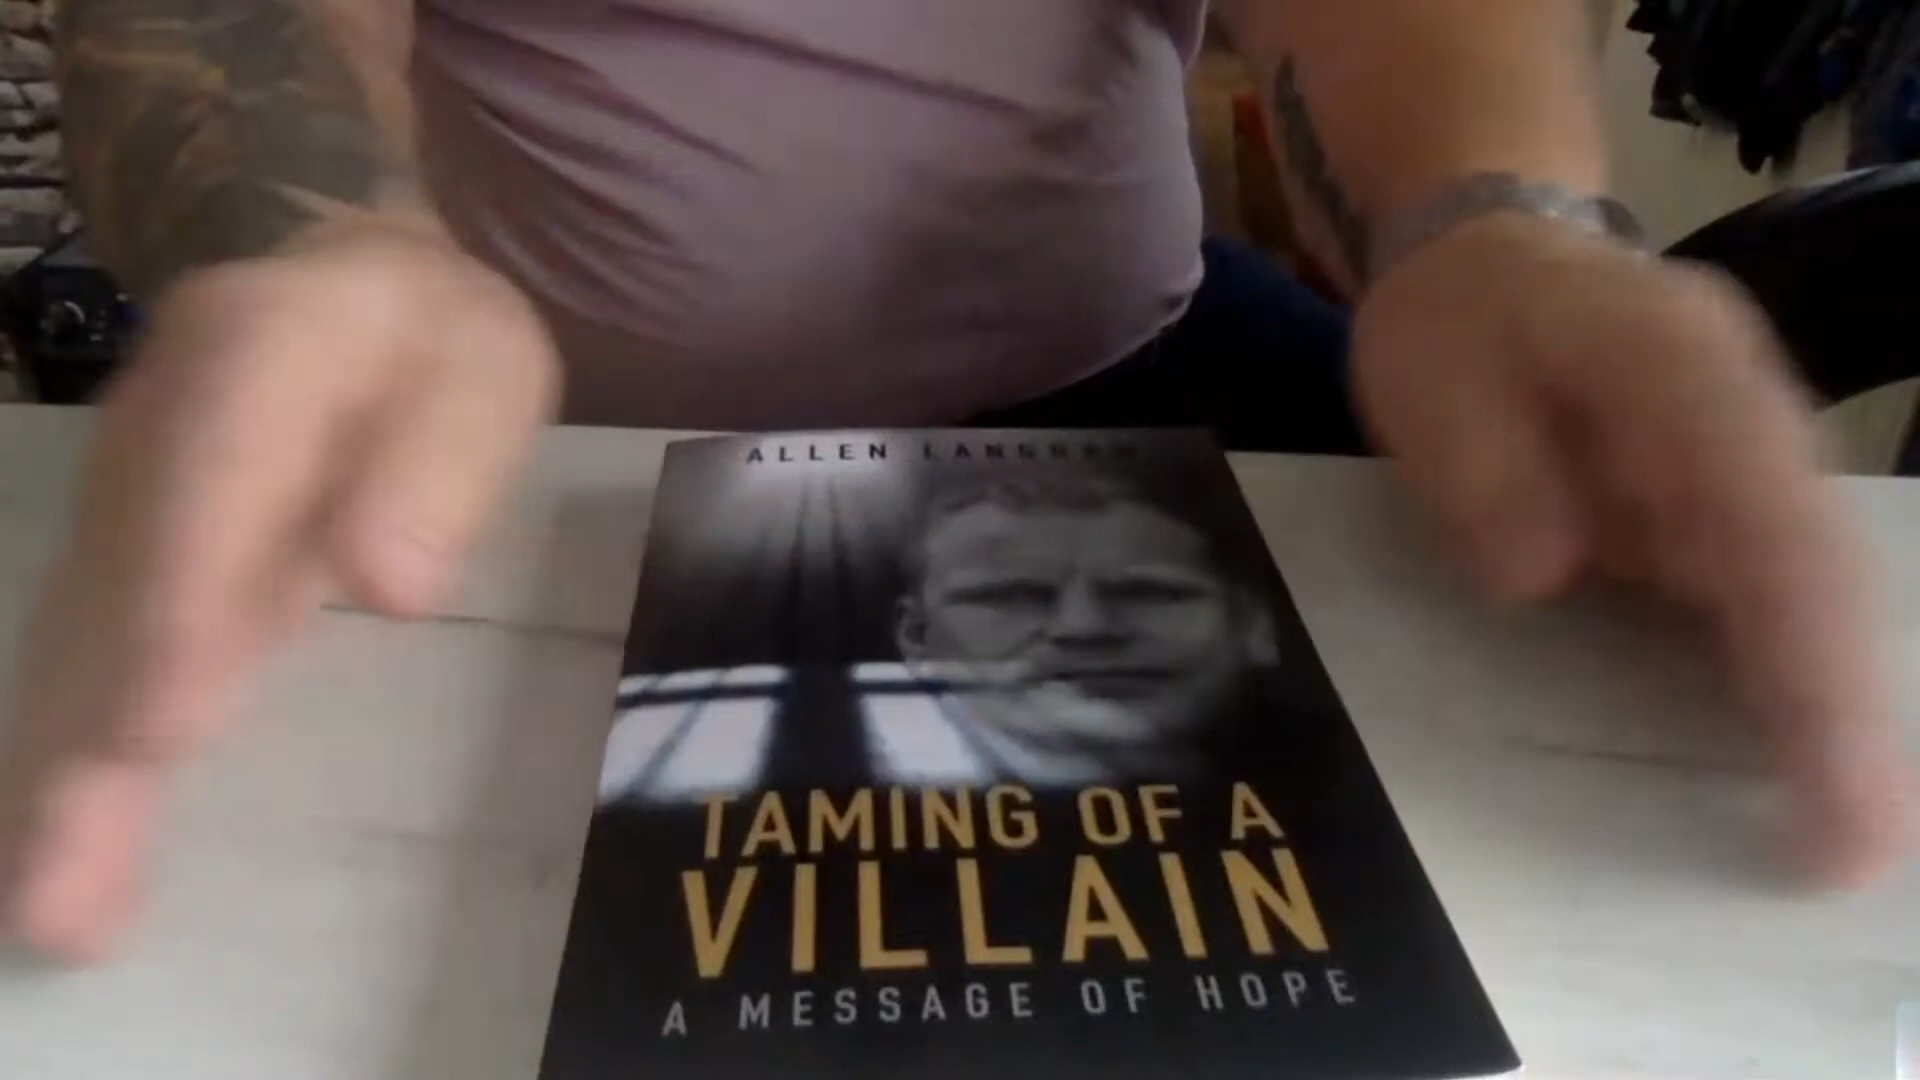 ALLEN
TAMING OF A
VILLAIN
A MESSAGE OF HOPE